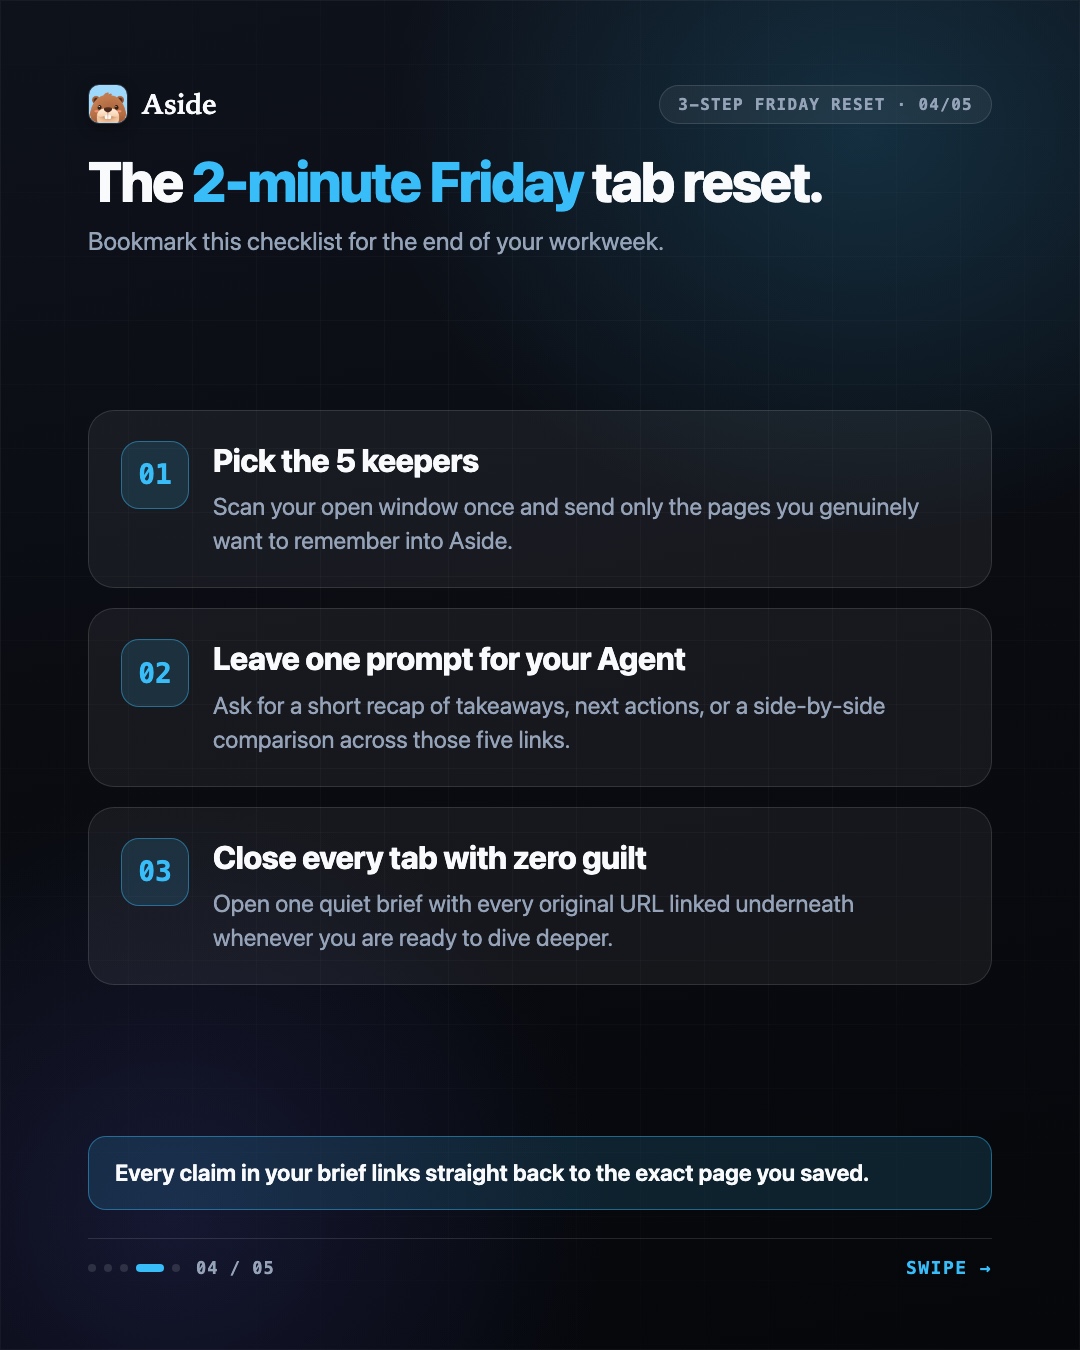 Aside
3-STEP FRIDAY RESET · 04/05
The 2-minute Friday tab reset.
Bookmark this checklist for the end of your workweek.
01
Pick the 5 keepers
Scan your open window once and send only the pages you genuinely
want to remember into Aside.
02
Leave one prompt for your Agent
Ask for a short recap of takeaways, next actions, or a side-by-side
comparison across those five links.
03
Close every tab with zero guilt
Open one quiet brief with every original URL linked underneath
whenever you are ready to dive deeper.
Every claim in your brief links straight back to the exact page you saved.
04 / 05
SWIPE →